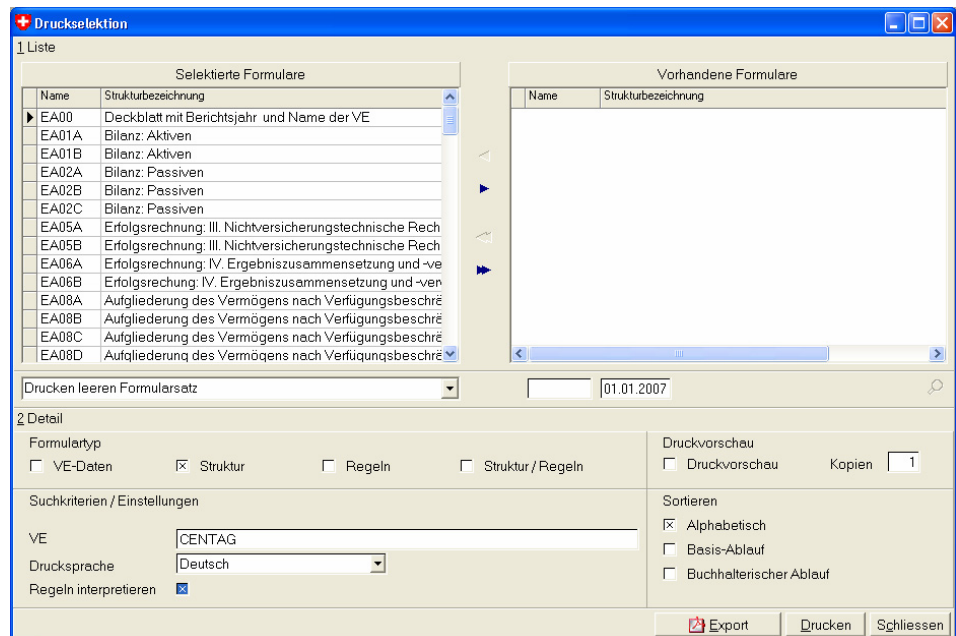 Druckselektion
1 Liste
Selektierte Formulare
Vorhandene Formulare
Name Strukturbezeichnung
Name Strukturbezeichnung
EA00 Deckblatt mit Berichtsjahr und Name der VE
EA01A Bilanz: Aktiven
EA01B Bilanz: Aktiven
EA02A Bilanz: Passiven
EA02B Bilanz: Passiven
EA02C Bilanz: Passiven
EA05A Erfolgsrechnung: III. Nichtversicherungstechnische Rech
EA05B Erfolgsrechnung: III. Nichtversicherungstechnische Rech
EA06A Erfolgsrechnung: IV. Ergebniszusammensetzung und -ve
EA06B Erfolgsrechung: IV. Ergebniszusammensetzung und -ver
EA08A Aufgliederung des Vermögens nach Verfügungsbeschrä
EA08B Aufgliederung des Vermögens nach Verfügungsbeschrä
EA08C Aufgliederung des Vermögens nach Verfügungsbeschrä
EA08D Aufgliederung des Vermögens nach Verfügungsbeschrä
Drucken leeren Formularsatz
01.01.2007
2 Detail
Formulartyp
VE-Daten Struktur Regeln Struktur / Regeln
Druckvorschau
Druckvorschau Kopien 1
Suchkriterien / Einstellungen
VE CENTAG
Drucksprache Deutsch
Regeln interpretieren
Sortieren
Alphabetisch
Basis-Ablauf
Buchhalterischer Ablauf
Export Drucken Schliessen